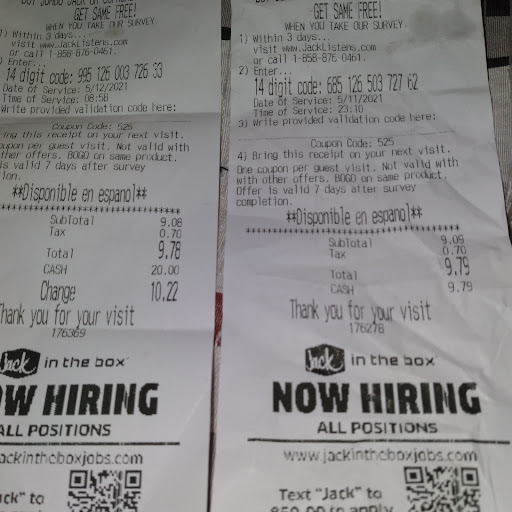 GET SAME FREE!
WHEN YOU TAKE OUR SURVEY
1) Within 3 days...
visit www.JackListens.com
or call 1-858-876-0461.
) Enter...
14 digit code: 995 126 003 726 33
Date of Service: 5/12/2021
Time of Service: 08:56
Write provided validation code here:
Coupon Code: 525
ring this receipt on your next visit.
oupon per guest visit. Not valid with
ther offers. BOGO on same product.
is valid 7 days after survey
ion.
**Disponible en espanol**
SubTotal 9.08
Tax 0.70
Total 9.78
CASH 20.00
Change 10.22
Thank you for your visit
176369
Jack in the box
OW HIRING
ALL POSITIONS
ackintheboxjobs.com
ck" to
GET SAME FREE!
WHEN YOU TAKE OUR SURVEY
1) Within 3 days...
visit www.JackListens.com
or call 1-858-876-0461.
2) Enter...
14 digit code: 685 126 503 727 62
Date of Service: 5/11/2021
Time of Service: 23:10
3) Write provided validation code here:
Coupon Code: 525
4) Bring this receipt on your next visit.
One coupon per guest visit. Not valid with
with other offers. BOGO on same product.
Offer is valid 7 days after survey
completion.
**Disponible en espanol**
SubTotal 9.09
Tax 0.70
Total 9.79
CASH 9.79
Thank you for your visit
176278
Jack in the box
NOW HIRING
ALL POSITIONS
www.jackintheboxjobs.com
Text "Jack" to